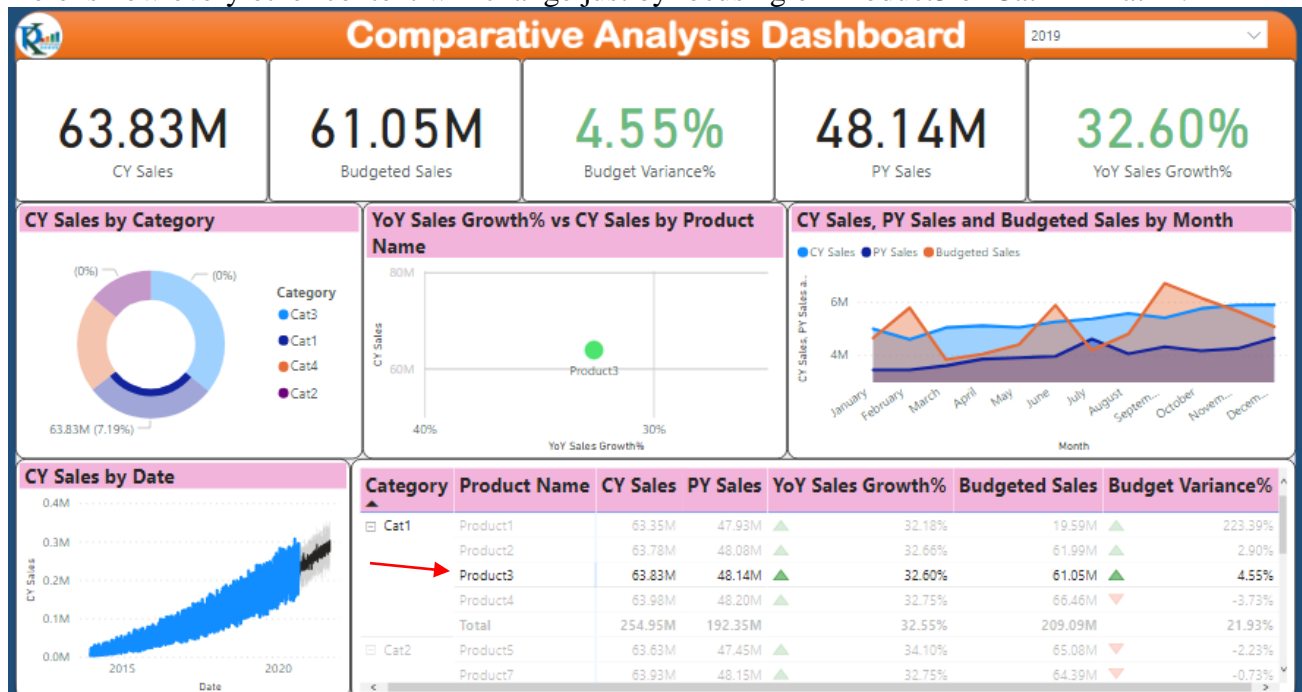 Comparative Analysis Dashboard
2019
63.83M
CY Sales
61.05M
Budgeted Sales
4.55%
Budget Variance%
48.14M
PY Sales
32.60%
YoY Sales Growth%
CY Sales by Category
(0%)
(0%)
63.83M (7.19%)
Category
Cat3
Cat1
Cat4
Cat2
YoY Sales Growth% vs CY Sales by Product
Name
80M
60M
CY Sales
Product3
40%
30%
YoY Sales Growth%
CY Sales, PY Sales and Budgeted Sales by Month
CY Sales PY Sales Budgeted Sales
CY Sales, PY Sales a..
6M
4M
January February March April May June July August Septem... October Novem... Decem...
Month
CY Sales by Date
0.4M
0.3M
0.2M
0.1M
0.0M
CY Sales
2015 2020
Date
Category Product Name CY Sales PY Sales YoY Sales Growth% Budgeted Sales Budget Variance%
Cat1 Product1 63.35M 47.93M 32.18% 19.59M 223.39%
Product2 63.78M 48.08M 32.66% 61.99M 2.90%
Product3 63.83M 48.14M 32.60% 61.05M 4.55%
Product4 63.98M 48.20M 32.75% 66.46M -3.73%
Total 254.95M 192.35M 32.55% 209.09M 21.93%
Cat2 Product5 63.63M 47.45M 34.10% 65.08M -2.23%
Product7 63.93M 48.15M 32.75% 64.39M -0.73%